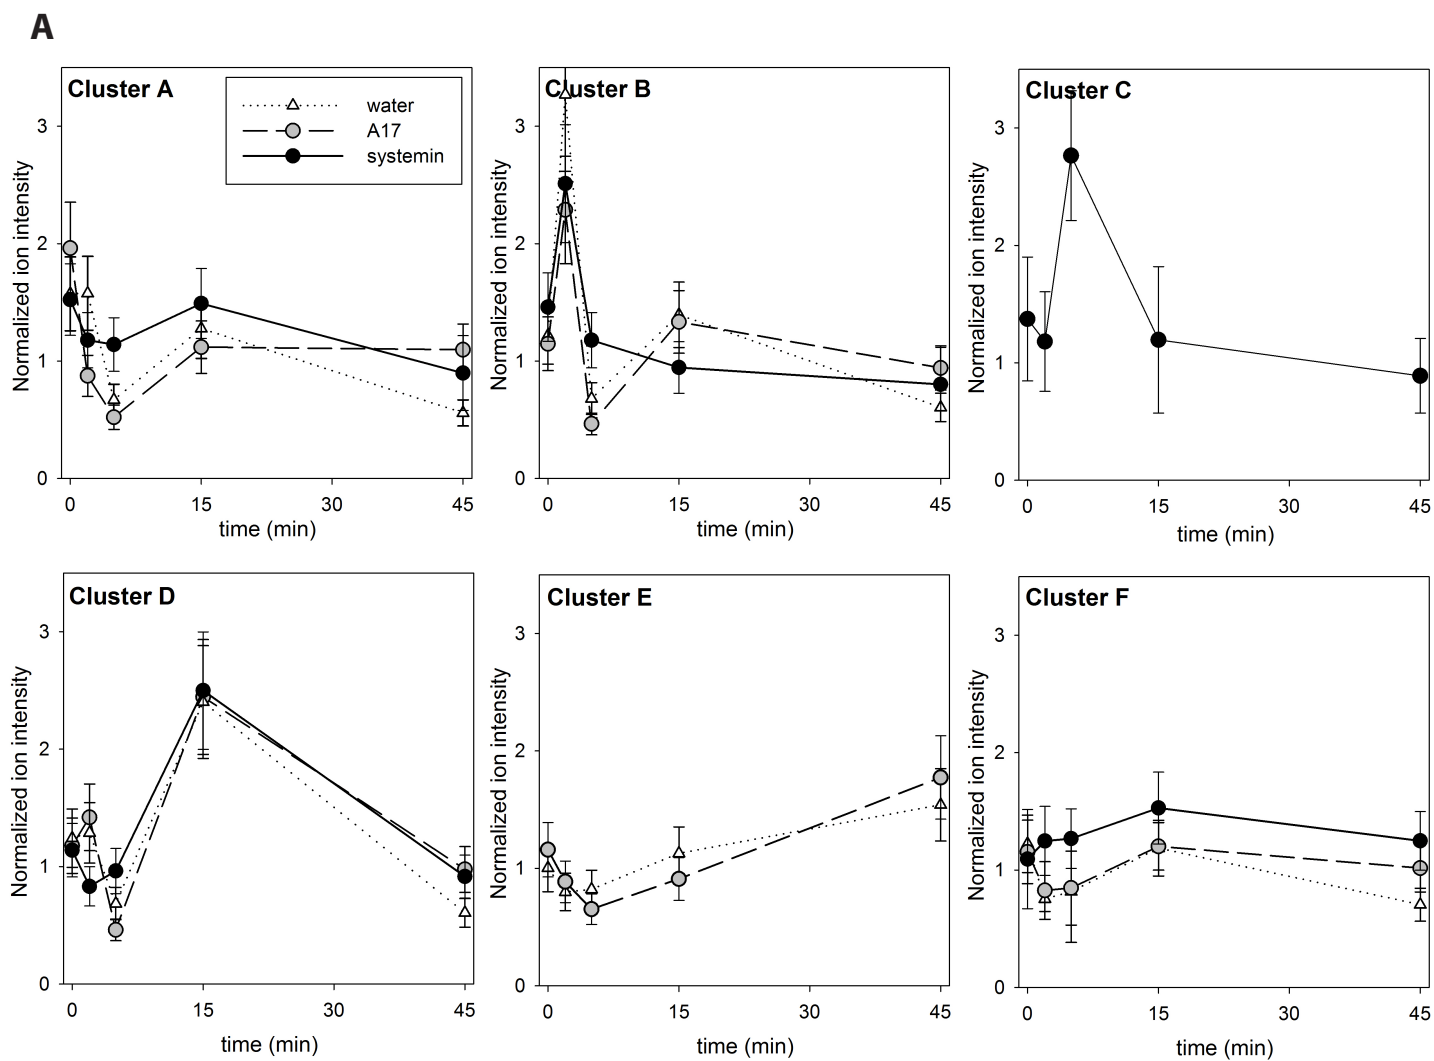 A
Cluster A
water
A17
systemin
Normalized ion intensity
3
2
1
0
0 15 30 45
time (min)
Cluster B
Normalized ion intensity
3
2
1
0
0 15 30 45
time (min)
Cluster C
Normalized ion intensity
3
2
1
0
0 15 30 45
time (min)
Cluster D
Normalized ion intensity
3
2
1
0
0 15 30 45
time (min)
Cluster E
Normalized ion intensity
3
2
1
0
0 15 30 45
time (min)
Cluster F
Normalized ion intensity
3
2
1
0
0 15 30 45
time (min)